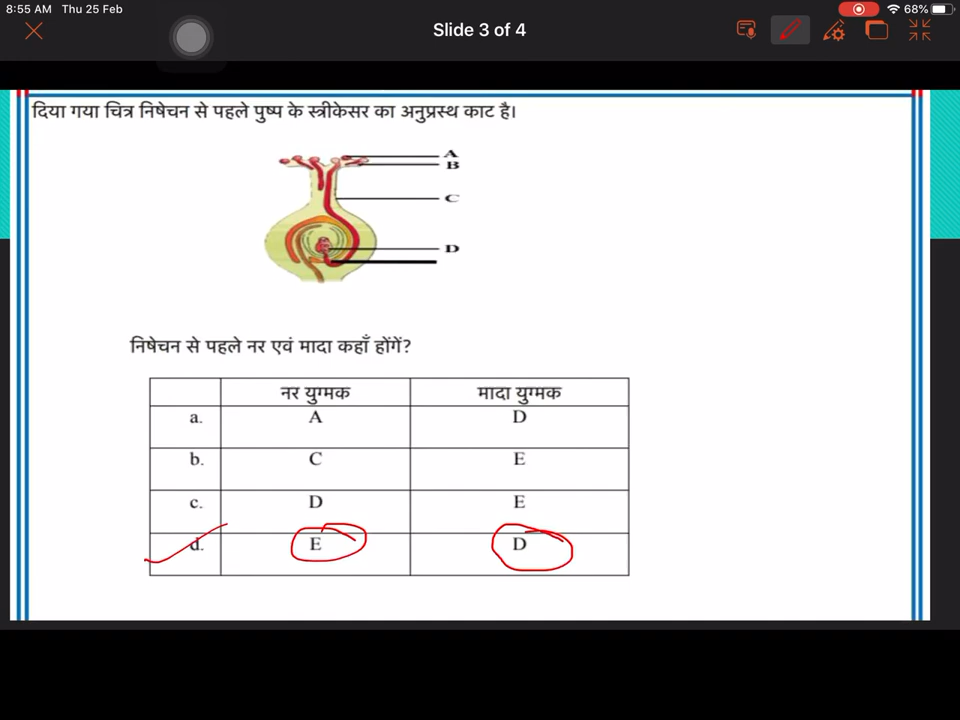 8:55 AM Thu 25 Feb
68%
Slide 3 of 4
दिया गया चित्र निषेचन से पहले पुष्प के स्त्रीकेसर का अनुप्रस्थ काट है।
A
B
C
D
निषेचन से पहले नर एवं मादा कहाँ होंगें?
नर युग्मक मादा युग्मक
a. A D
b. C E
c. D E
d. E D